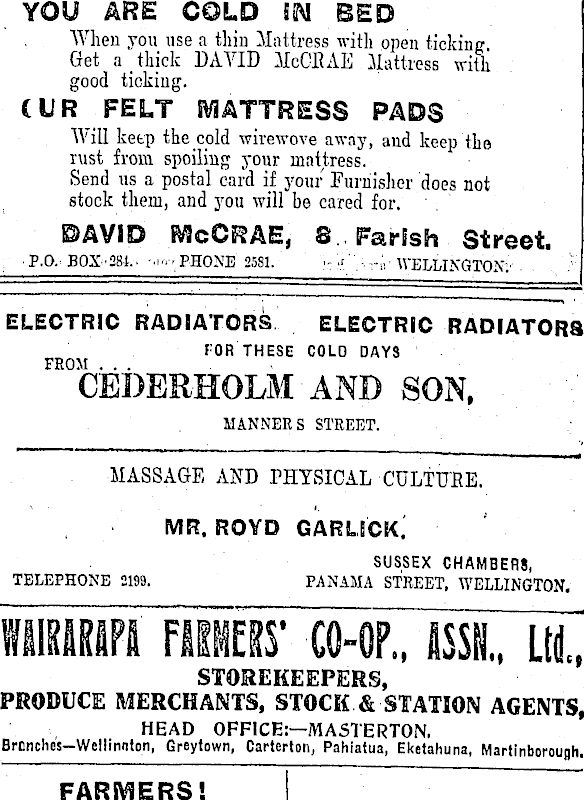 YOU ARE COLD IN BED
When you use a thin Mattress with open ticking.
Get a thick DAVID McCRAE Mattress with
good ticking.
OUR FELT MATTRESS PADS
Will keep the cold wirewove away, and keep the
rust from spoiling your mattress.
Send us a postal card if your Furnisher does not
stock them, and you will be cared for.
DAVID McCRAE, 8 Farish Street.
P.O. BOX 284. PHONE 2581. WELLINGTON.
ELECTRIC RADIATORS ELECTRIC RADIATORS
FOR THESE COLD DAYS
FROM . . .
CEDERHOLM AND SON,
MANNERS STREET.
MASSAGE AND PHYSICAL CULTURE.
MR. ROYD GARLICK.
SUSSEX CHAMBERS,
TELEPHONE 2199. PANAMA STREET, WELLINGTON.
WAIRARAPA FARMERS' CO-OP., ASSN., Ltd.,
STOREKEEPERS,
PRODUCE MERCHANTS, STOCK & STATION AGENTS,
HEAD OFFICE:—MASTERTON.
Branches—Wellinnton, Greytown, Carterton, Pahiatua, Eketahuna, Martinborough.
FARMERS!